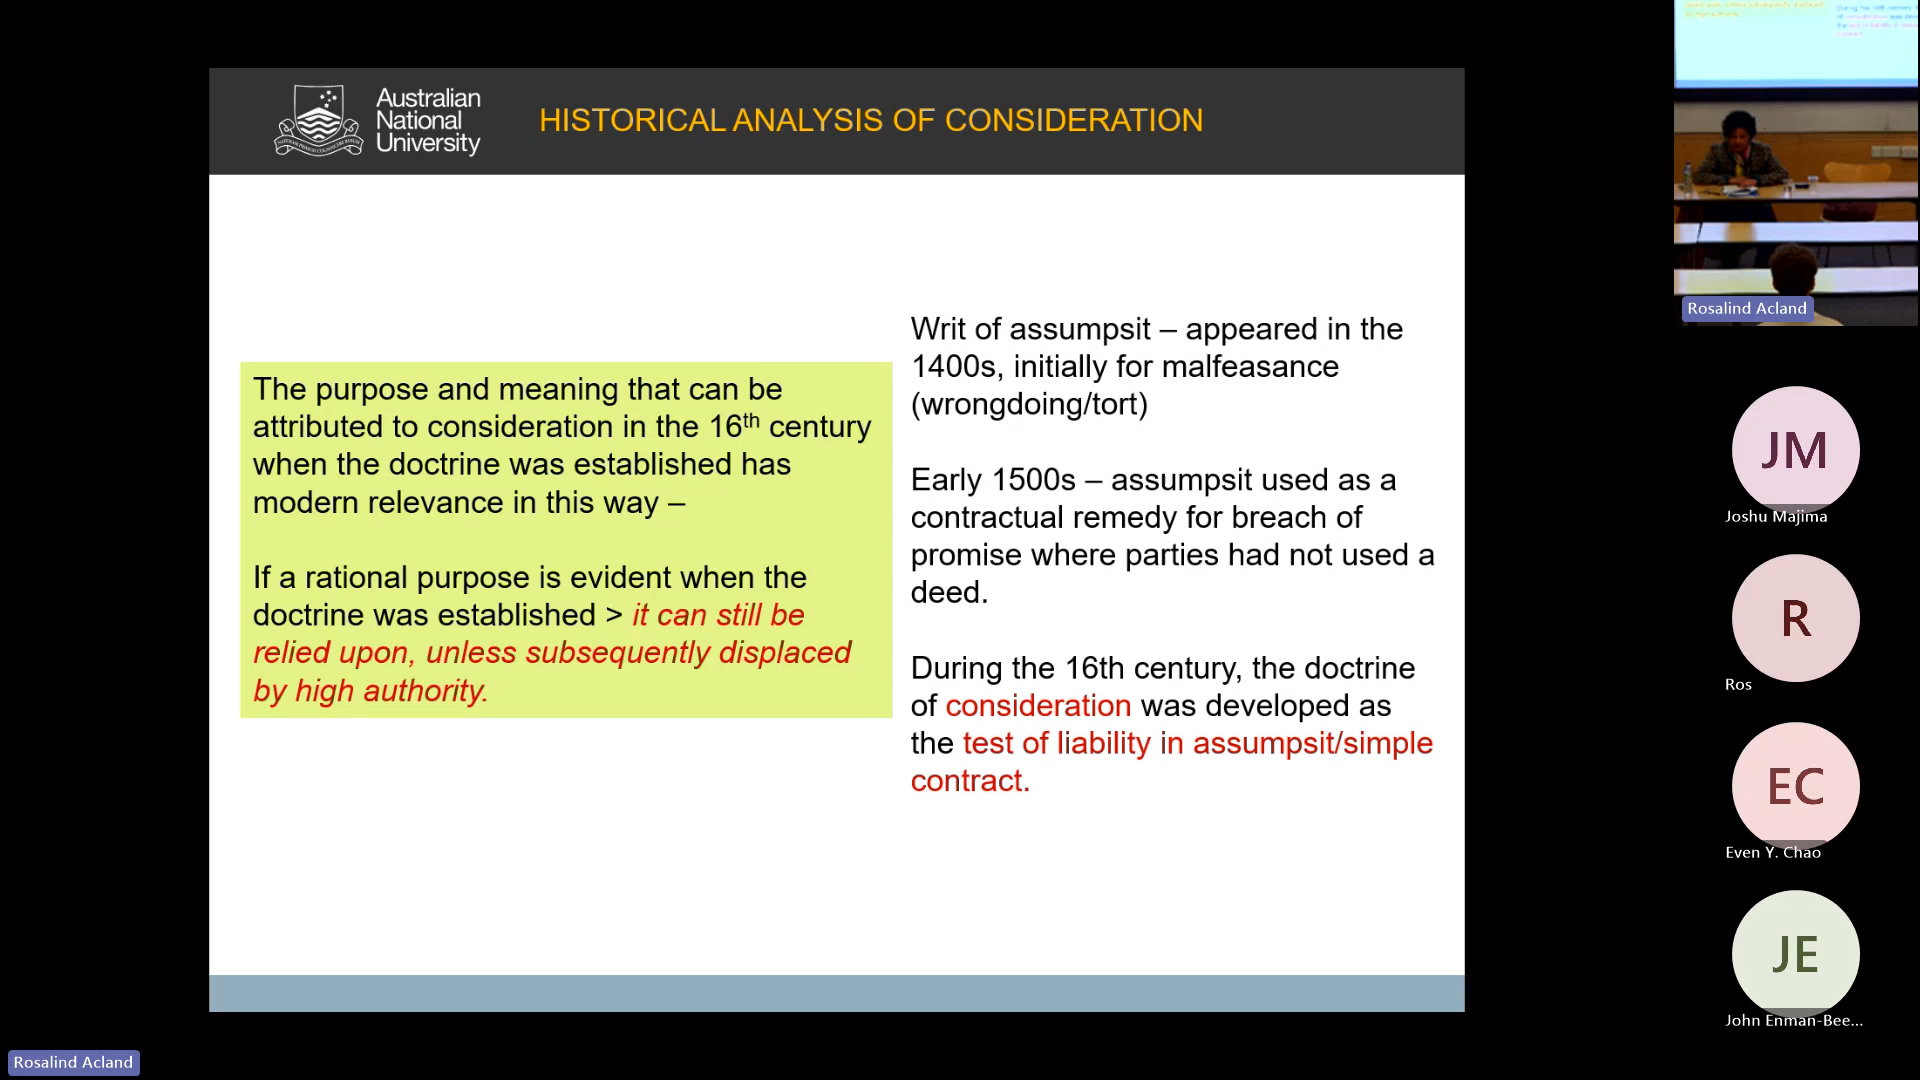 Australian
National
University
HISTORICAL ANALYSIS OF CONSIDERATION
The purpose and meaning that can be
attributed to consideration in the 16th century
when the doctrine was established has
modern relevance in this way –
If a rational purpose is evident when the
doctrine was established > it can still be
relied upon, unless subsequently displaced
by high authority.
Writ of assumpsit – appeared in the
1400s, initially for malfeasance
(wrongdoing/tort)
Early 1500s – assumpsit used as a
contractual remedy for breach of
promise where parties had not used a
deed.
During the 16th century, the doctrine
of consideration was developed as
the test of liability in assumpsit/simple
contract.
Rosalind Acland
JM
Joshu Majima
R
Ros
EC
Even Y. Chao
JE
John Enman-Bee...
Rosalind Acland